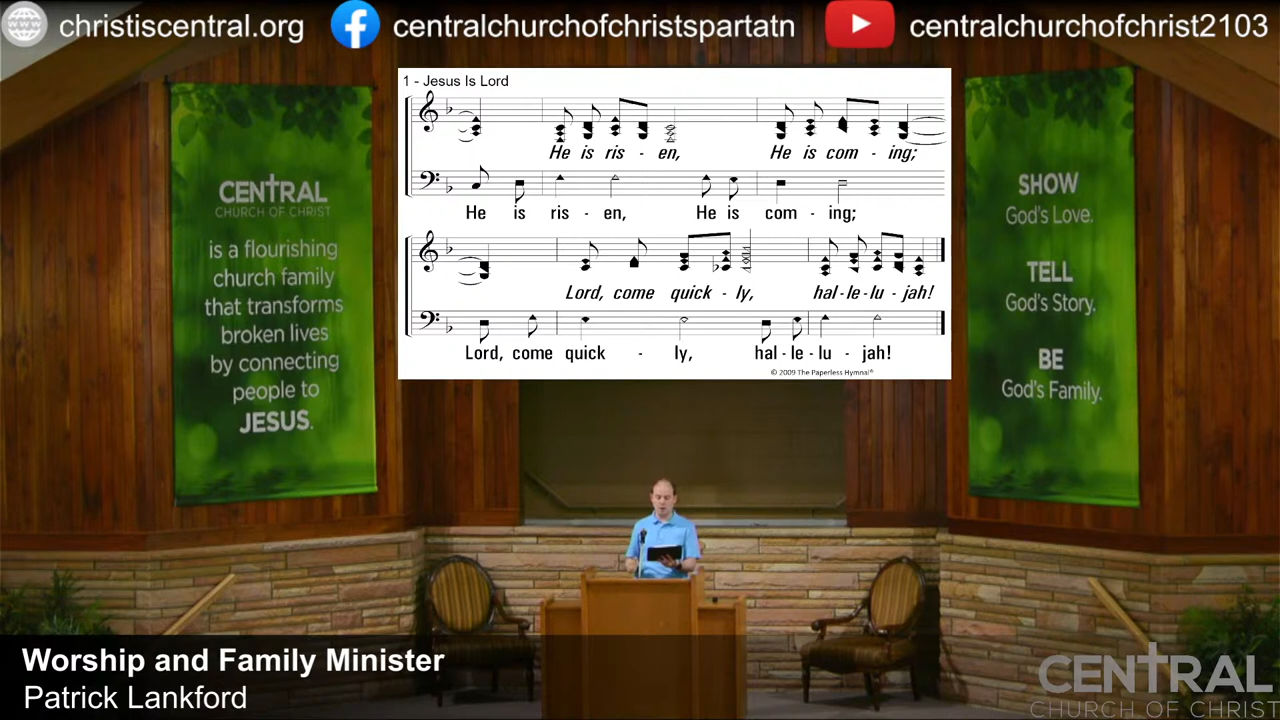 christiscentral.org
centralchurchofchristspartatn
centralchurchofchrist2103
1 - Jesus Is Lord
He is ris - en, He is com - ing;
He is ris - en, He is com - ing;
Lord, come quick - ly, hal - le - lu - jah!
Lord, come quick - ly, hal - le - lu - jah!
© 2009 The Paperless Hymnal®
CENTRAL
CHURCH OF CHRIST
is a flourishing
church family
that transforms
broken lives
by connecting
people to
JESUS.
SHOW
God's Love.
TELL
God's Story.
BE
God's Family.
Worship and Family Minister
Patrick Lankford
CENTRAL
CHURCH OF CHRIST